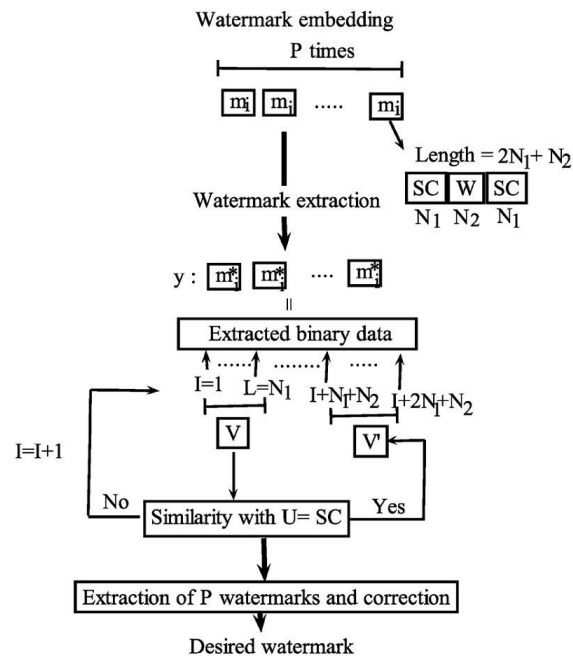 Watermark embedding
P times
mi mi ..... mi
Length = 2N1+ N2
SC W SC
N1 N2 N1
Watermark extraction
y : m*i m*i .... m*i
=
Extracted binary data
....... ......... .....
I=1 L=N1 I+N1+N2 I+2N1+N2
V V'
I=I+1
No Yes
Similarity with U= SC
Extraction of P watermarks and correction
Desired watermark